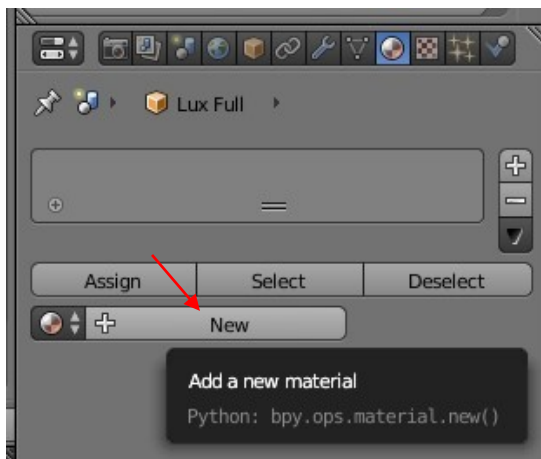 Lux Full
Assign Select Deselect
New
Add a new material
Python: bpy.ops.material.new()